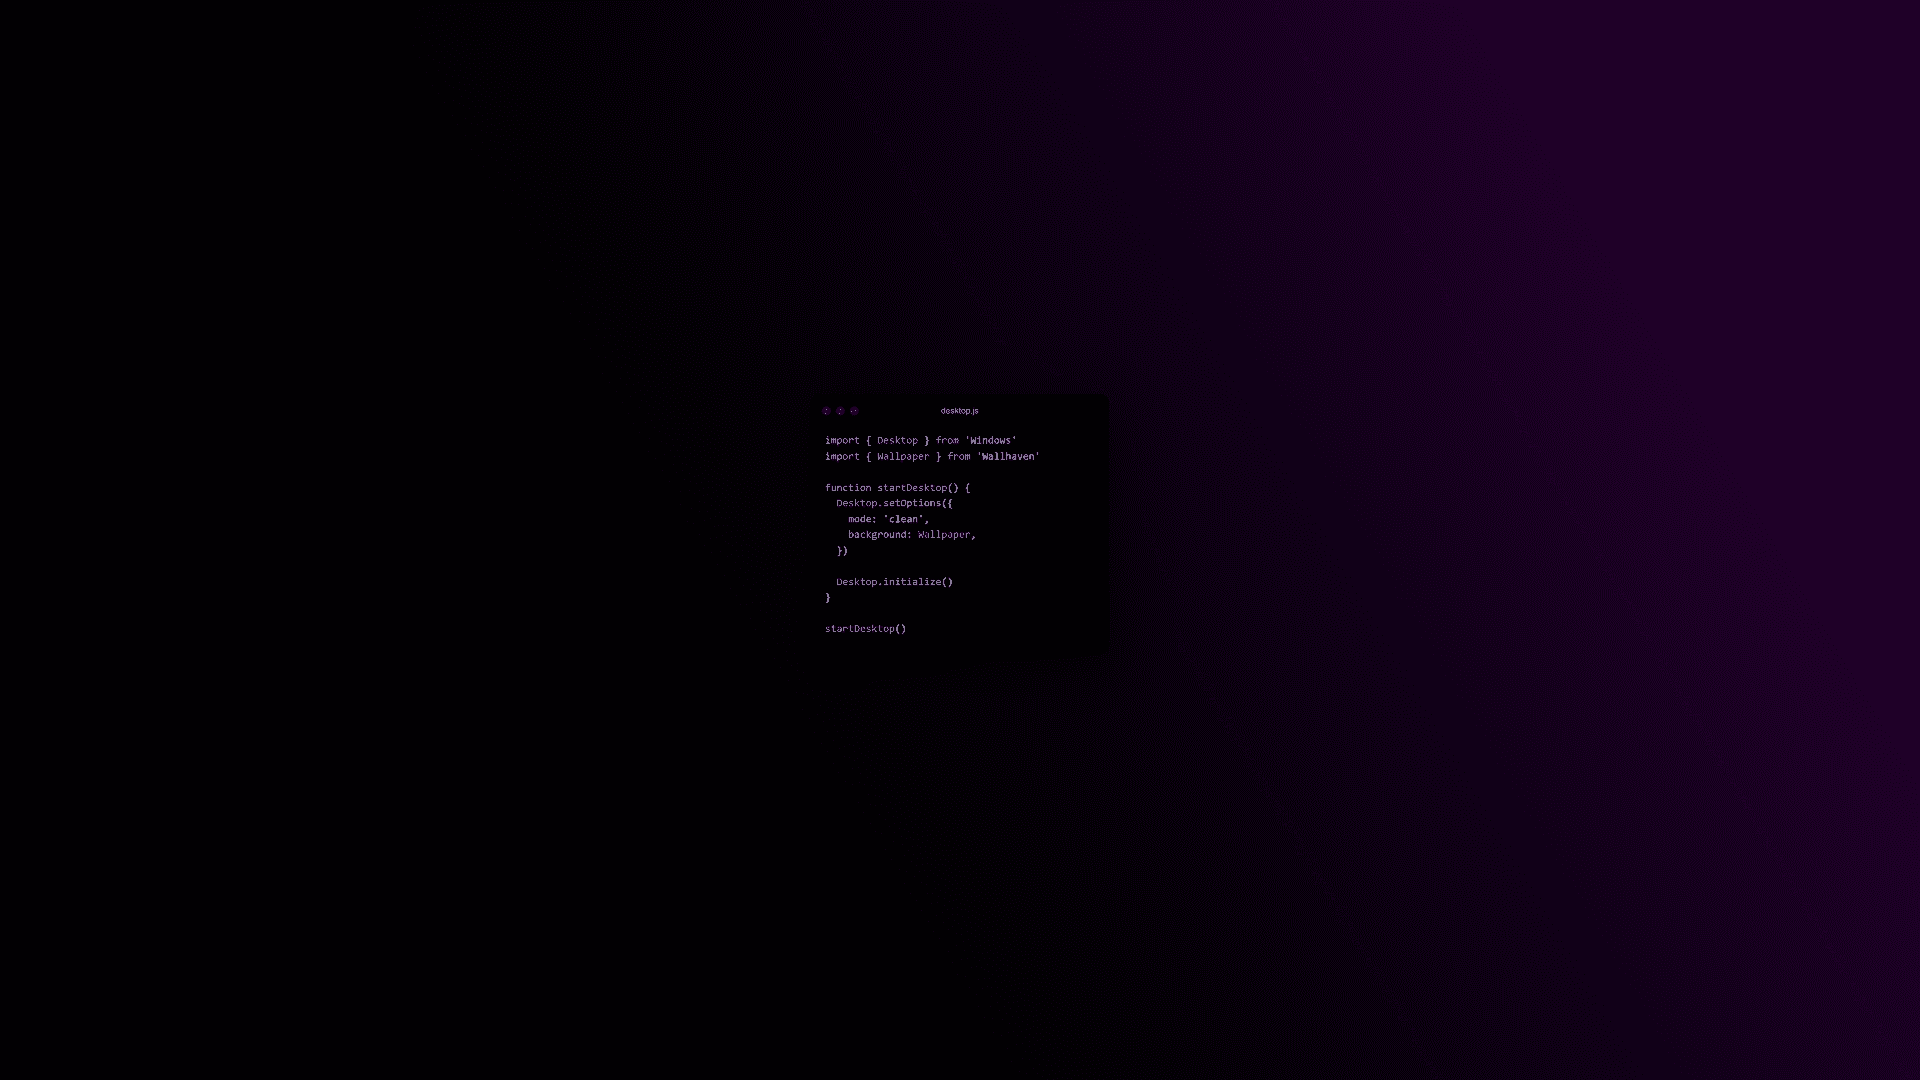 desktop.js
import { Desktop } from 'Windows'
import { Wallpaper } from 'Wallhaven'
function startDesktop() {
Desktop.setOptions({
mode: 'clean',
background: Wallpaper,
})
Desktop.initialize()
}
startDesktop()